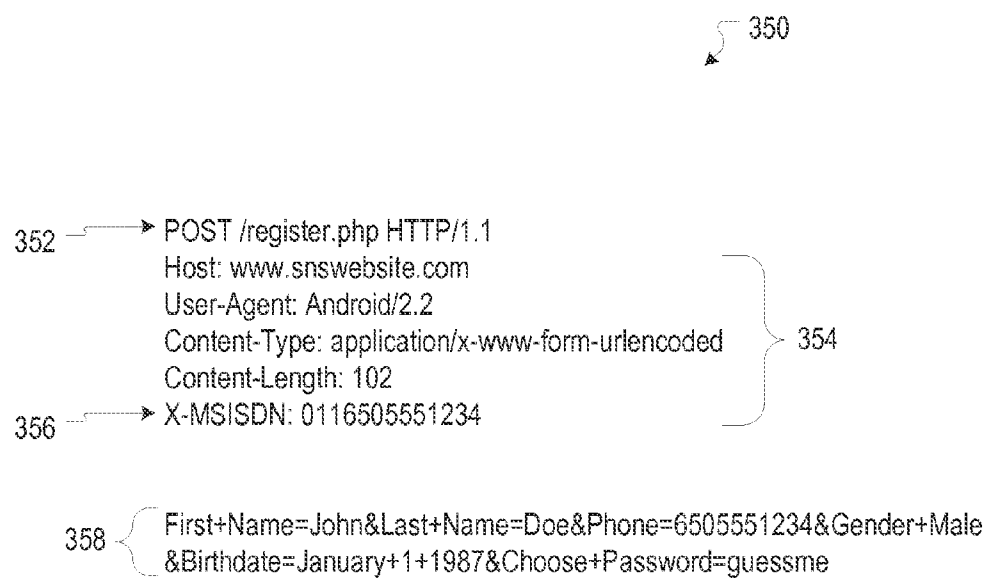 350
352 POST /register.php HTTP/1.1
Host: www.snswebsite.com
User-Agent: Android/2.2
Content-Type: application/x-www-form-urlencoded
354
Content-Length: 102
356 X-MSISDN: 0116505551234
358
First+Name=John&Last+Name=Doe&Phone=6505551234&Gender+Male
&Birthdate=January+1+1987&Choose+Password=guessme